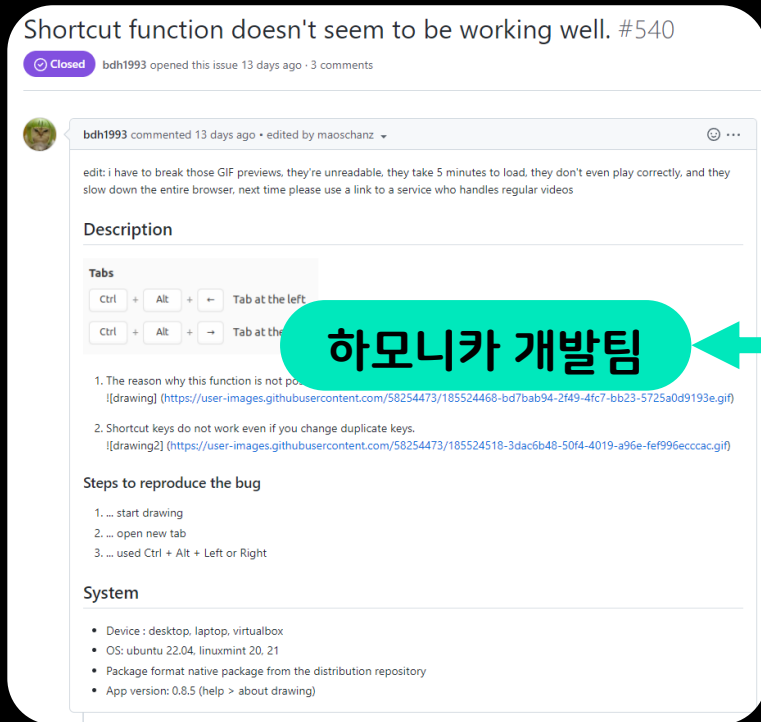 Shortcut function doesn't seem to be working well. #540
Closed bdh1993 opened this issue 13 days ago · 3 comments
bdh1993 commented 13 days ago • edited by maoschanz
edit: i have to break those GIF previews, they're unreadable, they take 5 minutes to load, they don't even play correctly, and they
slow down the entire browser, next time please use a link to a service who handles regular videos
Description
Tabs
Ctrl + Alt + ← Tab at the left
Ctrl + Alt + → Tab at the
하모니카 개발팀
1. The reason why this function is not
![drawing] (https://user-images.githubusercontent.com/58254473/185524468-bd7bab94-2f49-4fc7-bb23-5725a0d9193e.gif)
2. Shortcut keys do not work even if you change duplicate keys.
![drawing2] (https://user-images.githubusercontent.com/58254473/185524518-3dac6b48-50f4-4019-a96e-fef996ecccac.gif)
Steps to reproduce the bug
1. ... start drawing
2. ... open new tab
3. ... used Ctrl + Alt + Left or Right
System
• Device : desktop, laptop, virtualbox
• OS: ubuntu 22.04, linuxmint 20, 21
• Package format native package from the distribution repository
• App version: 0.8.5 (help > about drawing)